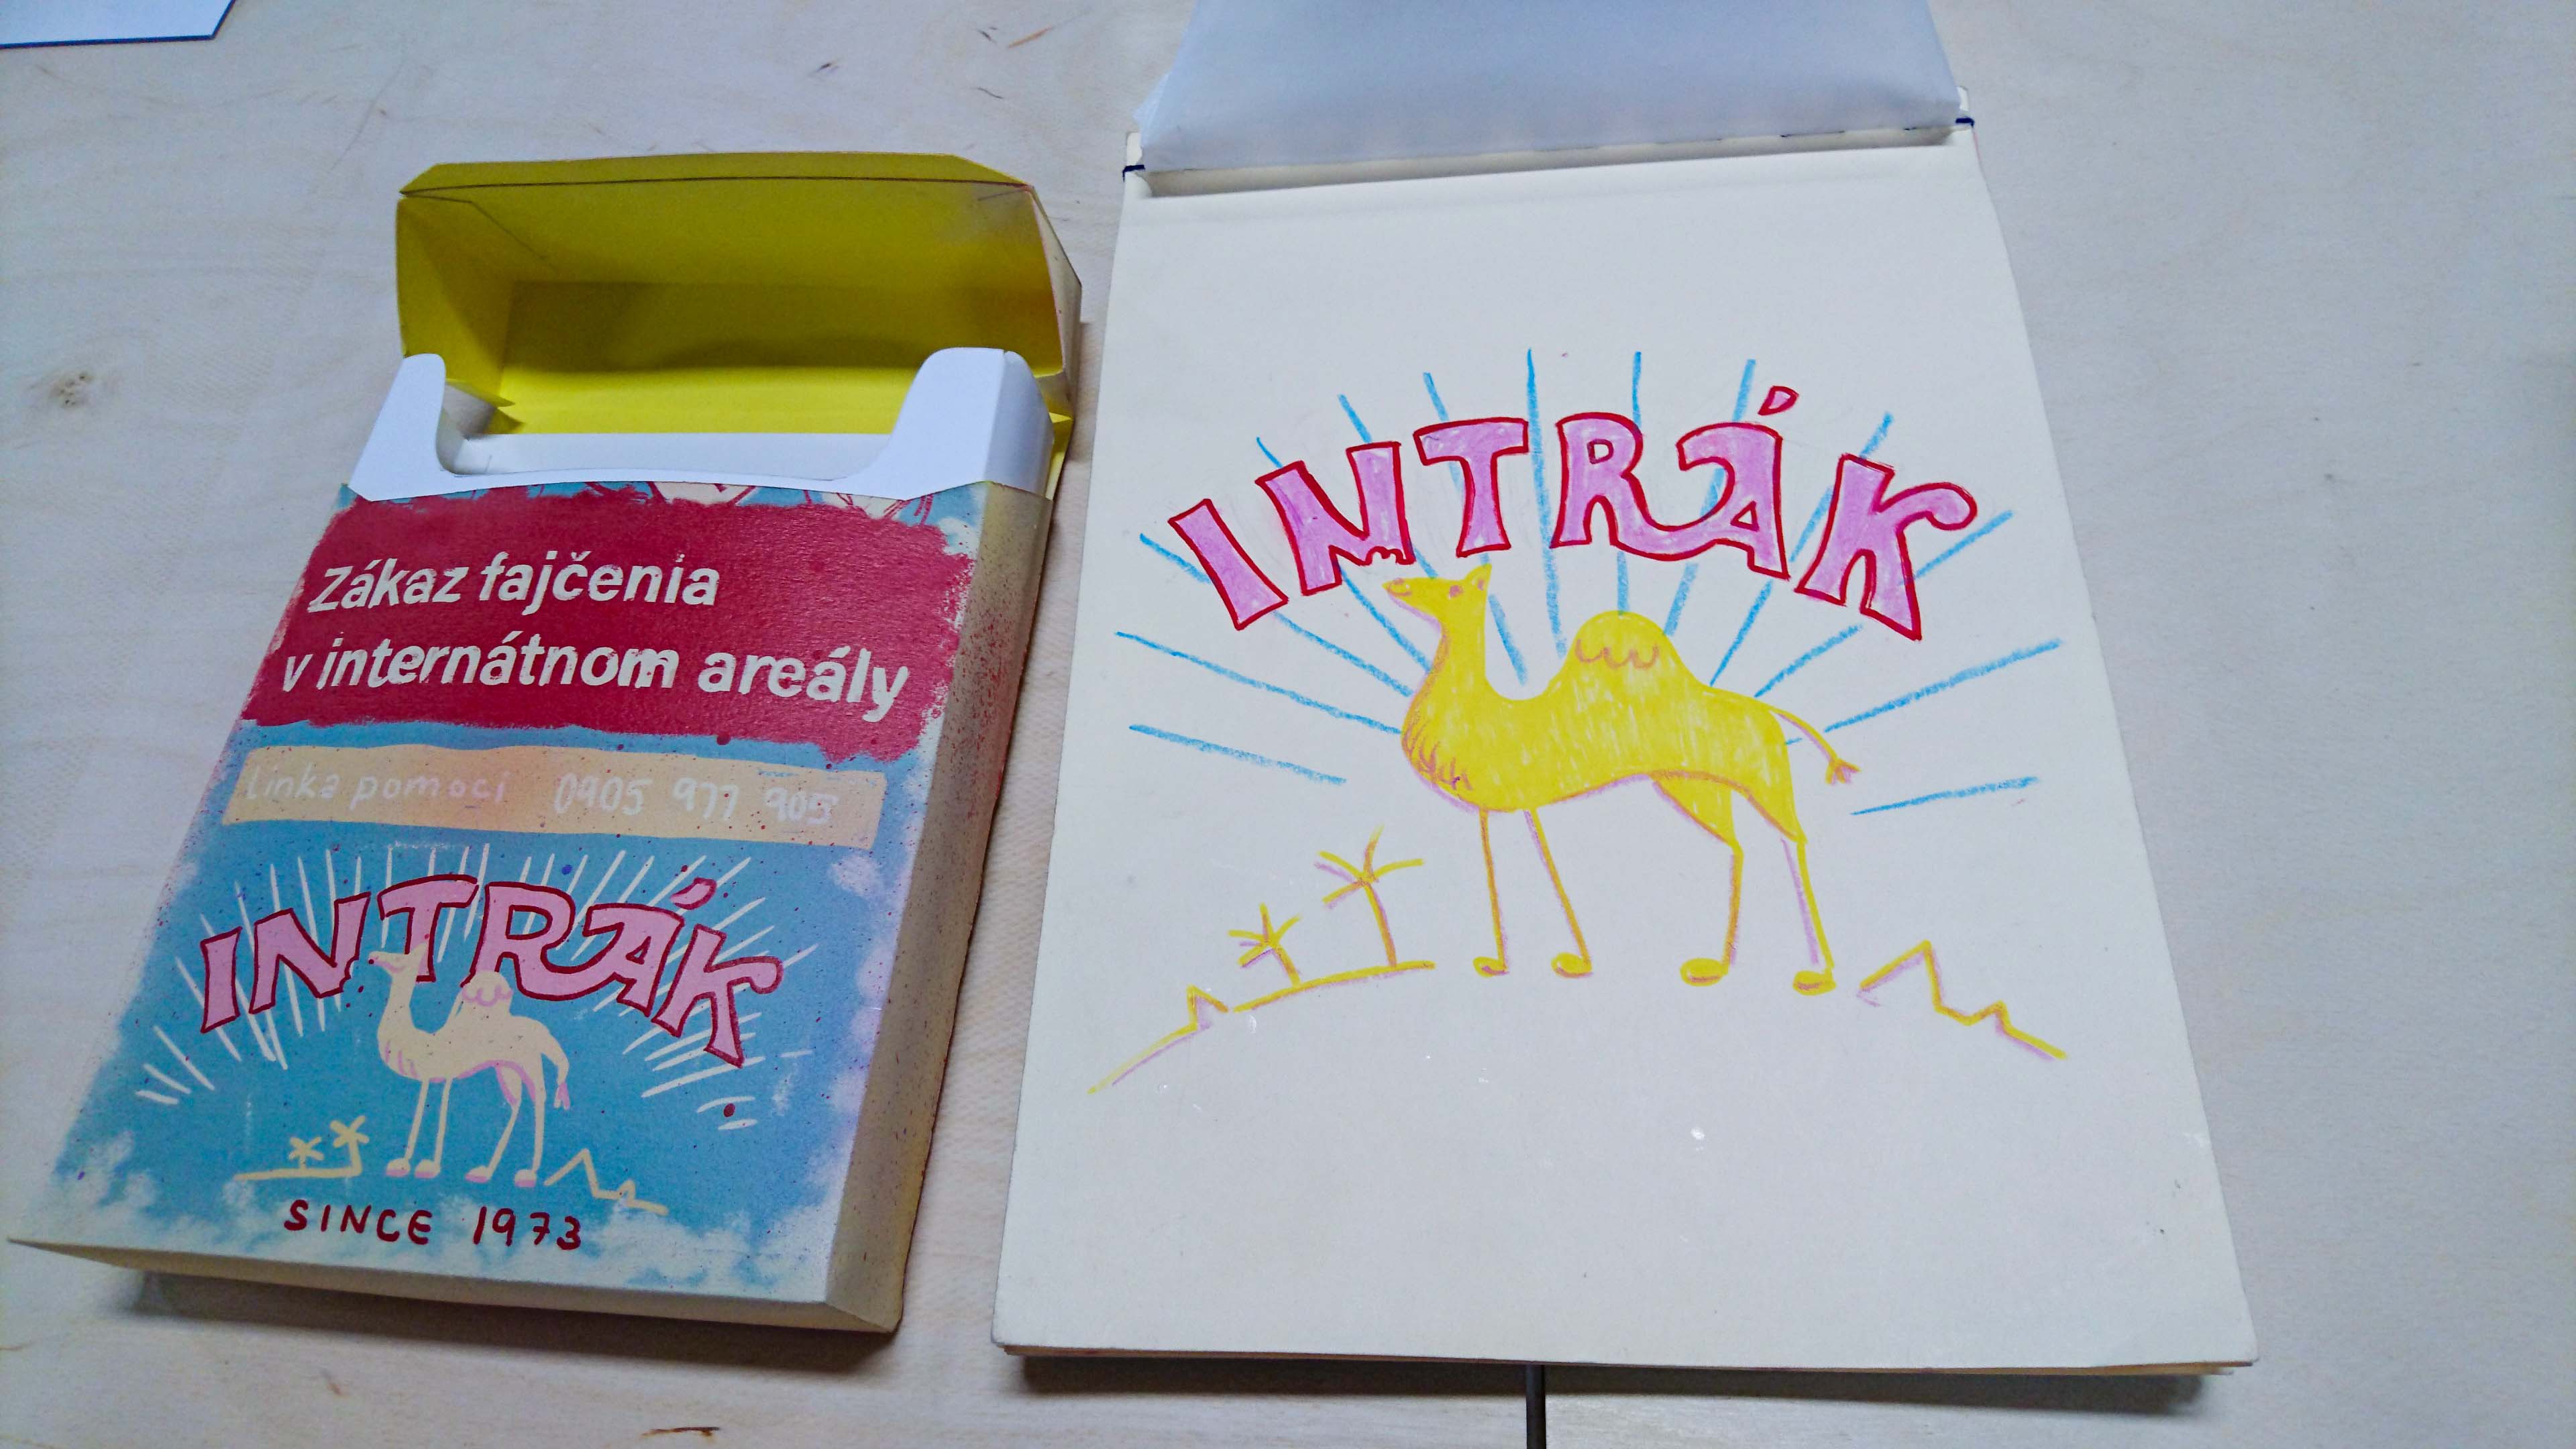 Zákaz fajčenia
v internátnom areály
Linka pomoci 0905 977 905
INTRÁK
SINCE 1973
INTRÁK